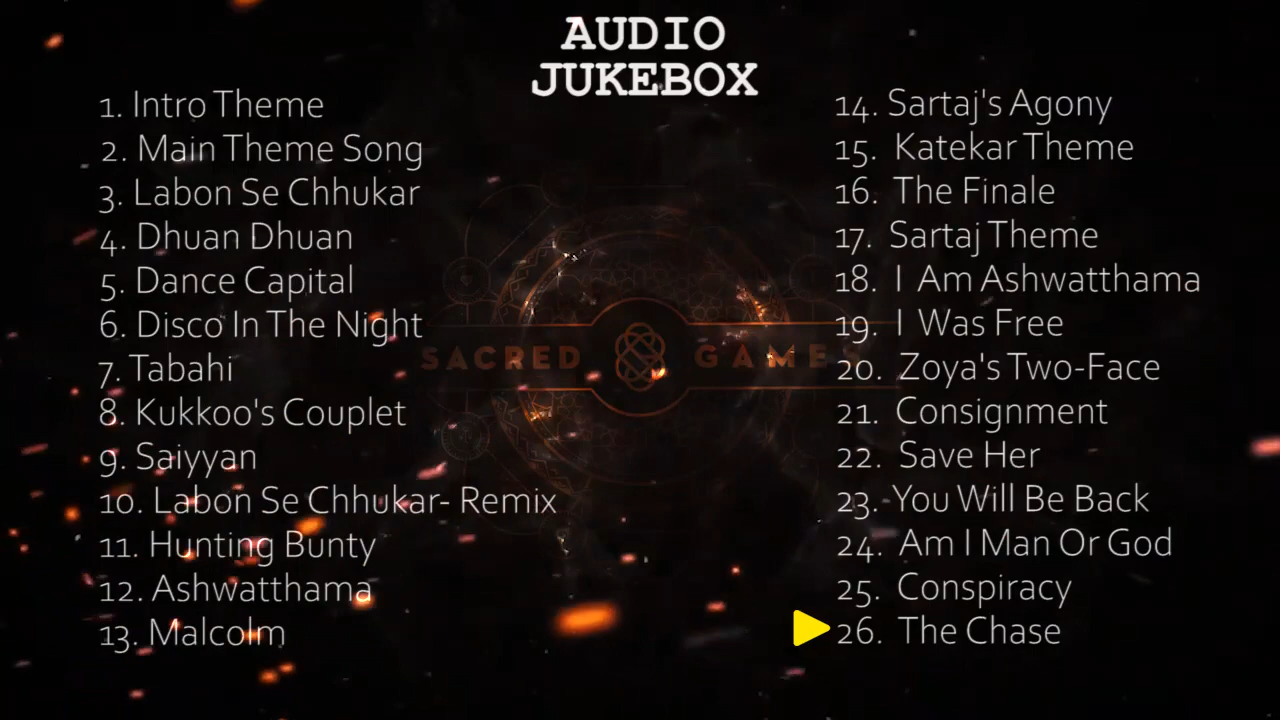 AUDIO
JUKEBOX
1. Intro Theme
2. Main Theme Song
3. Labon Se Chhukar
4. Dhuan Dhuan
5. Dance Capital
6. Disco In The Night
7. Tabahi
8. Kukkoo's Couplet
9. Saiyyan
10. Labon Se Chhukar- Remix
11. Hunting Bunty
12. Ashwatthama
13. Malcolm
SACRED GAMES
14. Sartaj's Agony
15. Katekar Theme
16. The Finale
17. Sartaj Theme
18. I Am Ashwatthama
19. I Was Free
20. Zoya's Two-Face
21. Consignment
22. Save Her
23. You Will Be Back
24. Am I Man Or God
25. Conspiracy
26. The Chase